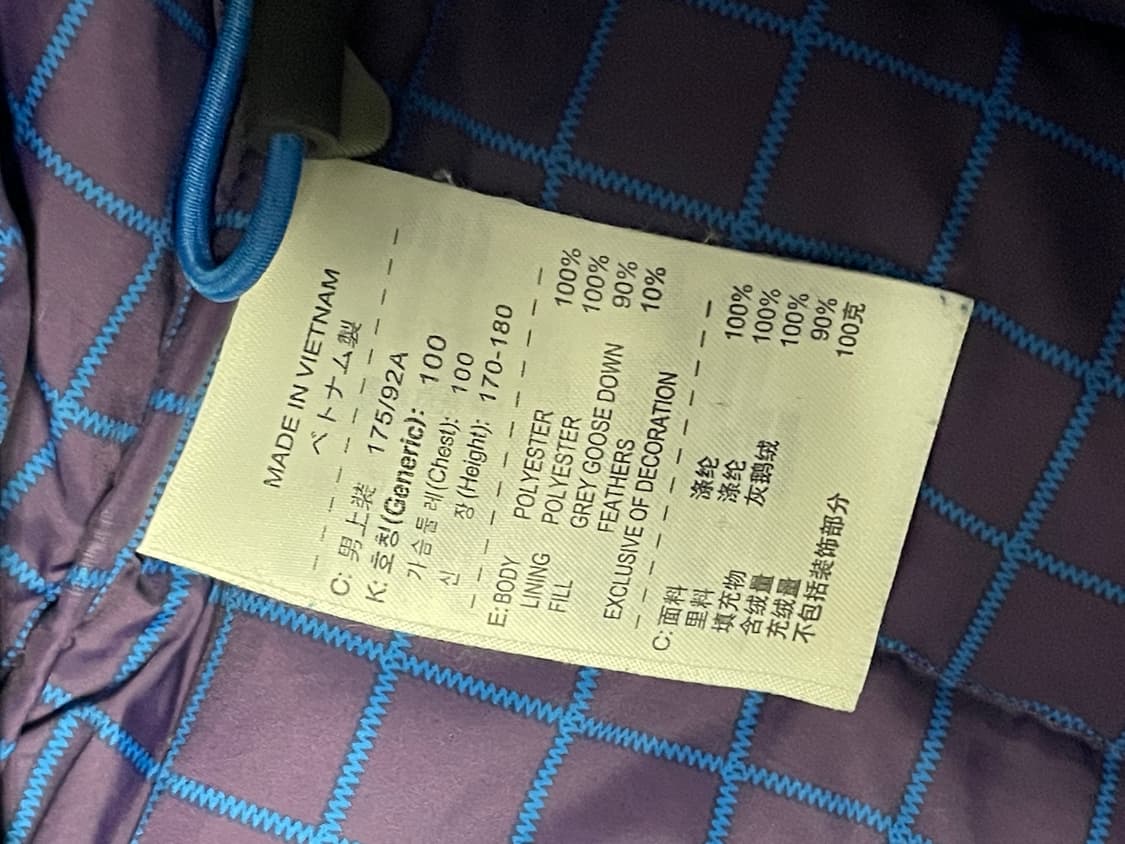 MADE IN VIETNAM
ベトナム製
C: 男上装 175/92A
K: 호칭(Generic): 100
가슴둘레(Chest): 100
신 장(Height): 170-180
E: BODY POLYESTER 100%
LINING POLYESTER 100%
FILL GREY GOOSE DOWN 90%
FEATHERS 10%
EXCLUSIVE OF DECORATION
C: 面料 涤纶 100%
里料 涤纶 100%
填充物 灰鹅绒 100%
含绒量 90%
充绒量 100克
不包括装饰部分